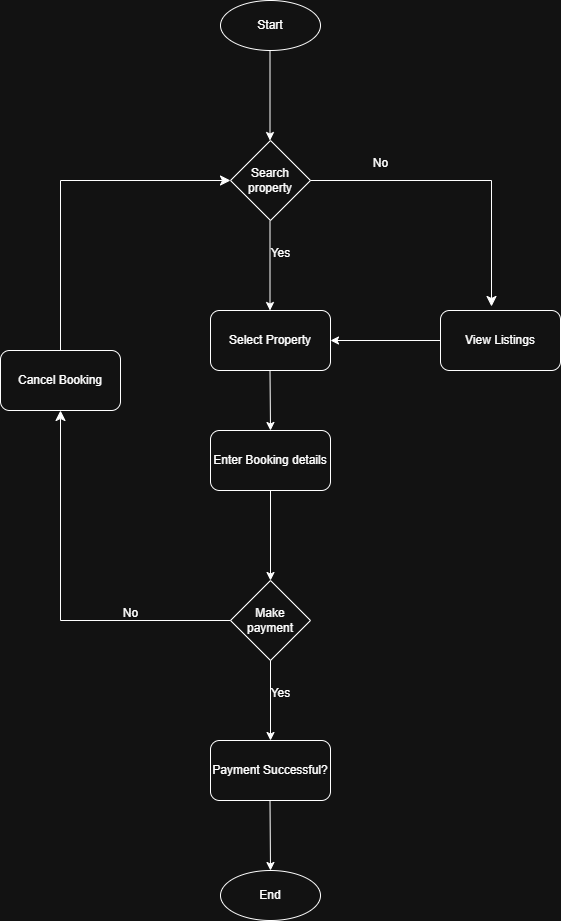 Start
Search
property
No
Yes
Select Property
View Listings
Cancel Booking
Enter Booking details
Make
payment
No
Yes
Payment Successful?
End